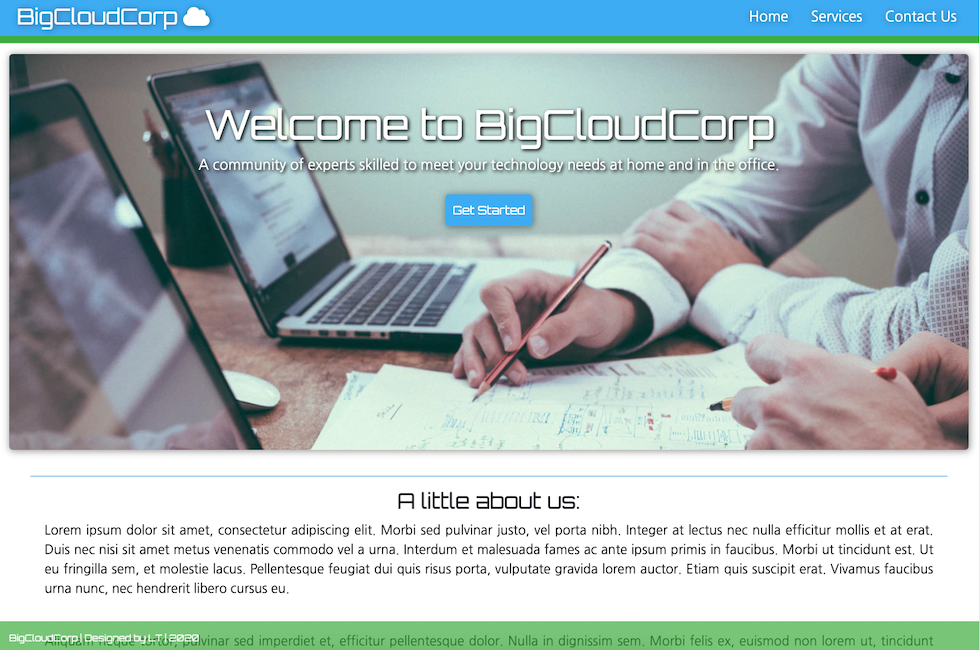 BigCloudCorp
Home Services Contact Us
Welcome to BigCloudCorp
A community of experts skilled to meet your technology needs at home and in the office.
Get Started
A little about us:
Lorem ipsum dolor sit amet, consectetur adipiscing elit. Morbi sed pulvinar justo, vel porta nibh. Integer at lectus nec nulla efficitur mollis et at erat.
Duis nec nisi sit amet metus venenatis commodo vel a urna. Interdum et malesuada fames ac ante ipsum primis in faucibus. Morbi ut tincidunt est. Ut
eu fringilla sem, et molestie lacus. Pellentesque feugiat dui quis risus porta, vulputate gravida lorem auctor. Etiam quis suscipit erat. Vivamus faucibus
urna nunc, nec hendrerit libero cursus eu.
BigCloudCorp | Designed by LT | 2020
Aliquam neque tortor, pulvinar sed imperdiet et, efficitur pellentesque dolor. Nulla in dignissim sem. Morbi felis ex, euismod non lorem ut, tincidunt